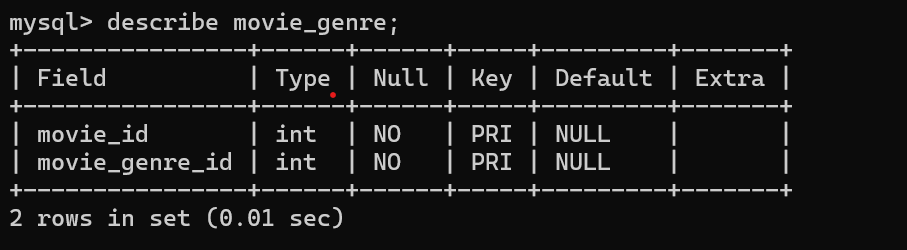 mysql> describe movie_genre;
+----------------+------+------+-----+---------+-------+
| Field          | Type | Null | Key | Default | Extra |
+----------------+------+------+-----+---------+-------+
| movie_id       | int  | NO   | PRI | NULL    |       |
| movie_genre_id | int  | NO   | PRI | NULL    |       |
+----------------+------+------+-----+---------+-------+
2 rows in set (0.01 sec)